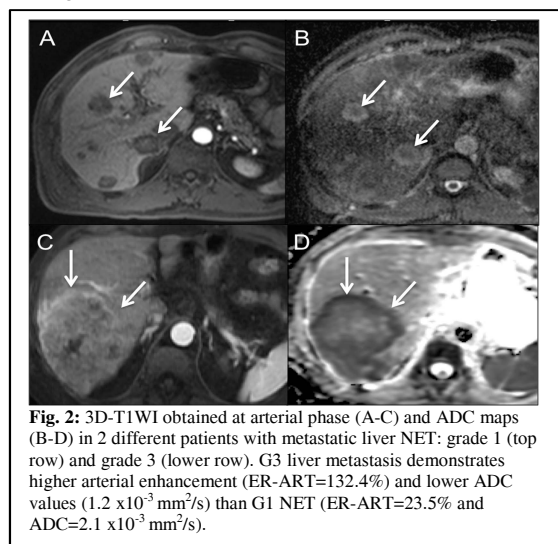 A
B
C
D
Fig. 2: 3D-T1WI obtained at arterial phase (A-C) and ADC maps
(B-D) in 2 different patients with metastatic liver NET: grade 1 (top
row) and grade 3 (lower row). G3 liver metastasis demonstrates
higher arterial enhancement (ER-ART=132.4%) and lower ADC
values (1.2 x10⁻³ mm²/s) than G1 NET (ER-ART=23.5% and
ADC=2.1 x10⁻³ mm²/s).